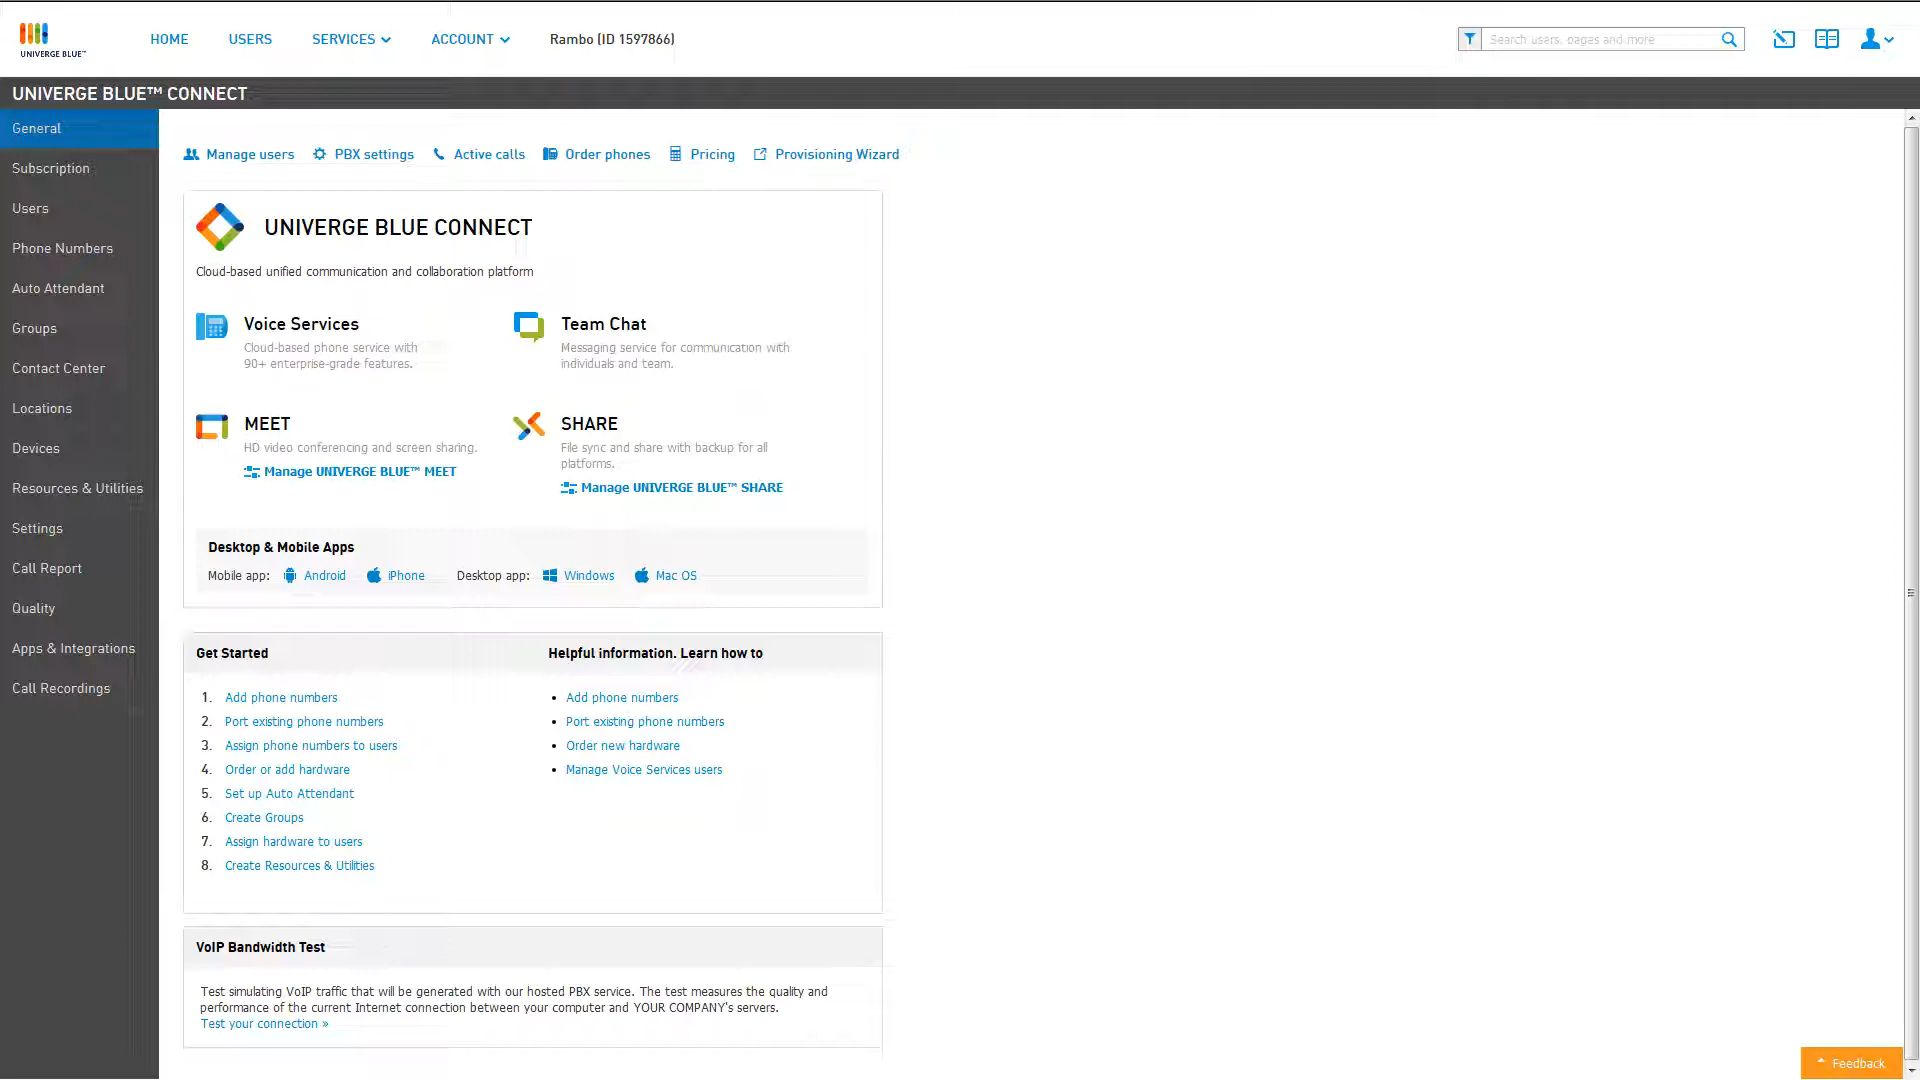 UNIVERGE BLUE™
HOME
USERS
SERVICES
ACCOUNT
Rambo (ID 1597866)
Search users, pages and more
UNIVERGE BLUE™ CONNECT
General
Subscription
Users
Phone Numbers
Auto Attendant
Groups
Contact Center
Locations
Devices
Resources & Utilities
Settings
Call Report
Quality
Apps & Integrations
Call Recordings
Manage users
PBX settings
Active calls
Order phones
Pricing
Provisioning Wizard
UNIVERGE BLUE CONNECT
Cloud-based unified communication and collaboration platform
Voice Services
Cloud-based phone service with
90+ enterprise-grade features.
Team Chat
Messaging service for communication with
individuals and team.
MEET
HD video conferencing and screen sharing.
Manage UNIVERGE BLUE™ MEET
SHARE
File sync and share with backup for all
platforms.
Manage UNIVERGE BLUE™ SHARE
Desktop & Mobile Apps
Mobile app: Android iPhone Desktop app: Windows Mac OS
Get Started
1. Add phone numbers
2. Port existing phone numbers
3. Assign phone numbers to users
4. Order or add hardware
5. Set up Auto Attendant
6. Create Groups
7. Assign hardware to users
8. Create Resources & Utilities
Helpful information. Learn how to
• Add phone numbers
• Port existing phone numbers
• Order new hardware
• Manage Voice Services users
VoIP Bandwidth Test
Test simulating VoIP traffic that will be generated with our hosted PBX service. The test measures the quality and
performance of the current Internet connection between your computer and YOUR COMPANY's servers.
Test your connection »
Feedback